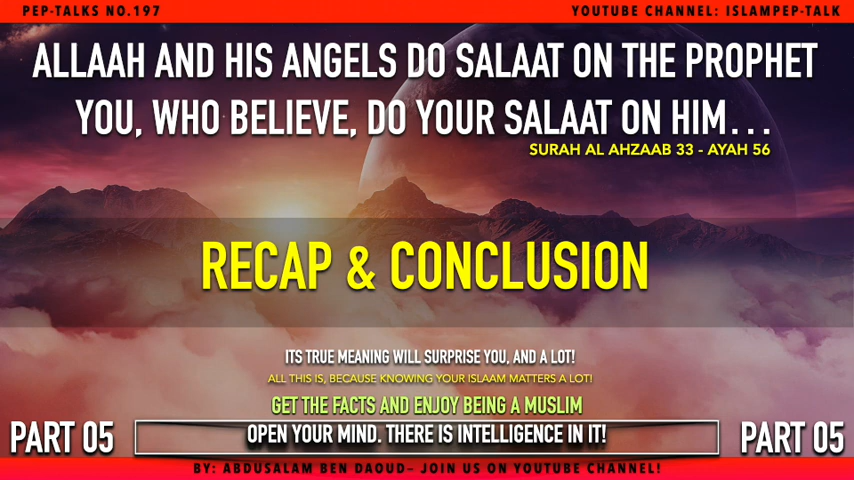 PEP-TALKS NO.197
YOUTUBE CHANNEL: ISLAMPEP-TALK
ALLAAH AND HIS ANGELS DO SALAAT ON THE PROPHET
YOU, WHO BELIEVE, DO YOUR SALAAT ON HIM...
SURAH AL AHZAAB 33 - AYAH 56
RECAP & CONCLUSION
ITS TRUE MEANING WILL SURPRISE YOU, AND A LOT!
ALL THIS IS, BECAUSE KNOWING YOUR ISLAAM MATTERS A LOT!
GET THE FACTS AND ENJOY BEING A MUSLIM
PART 05
OPEN YOUR MIND. THERE IS INTELLIGENCE IN IT!
PART 05
BY: ABDUSALAM BEN DAOUD– JOIN US ON YOUTUBE CHANNEL!